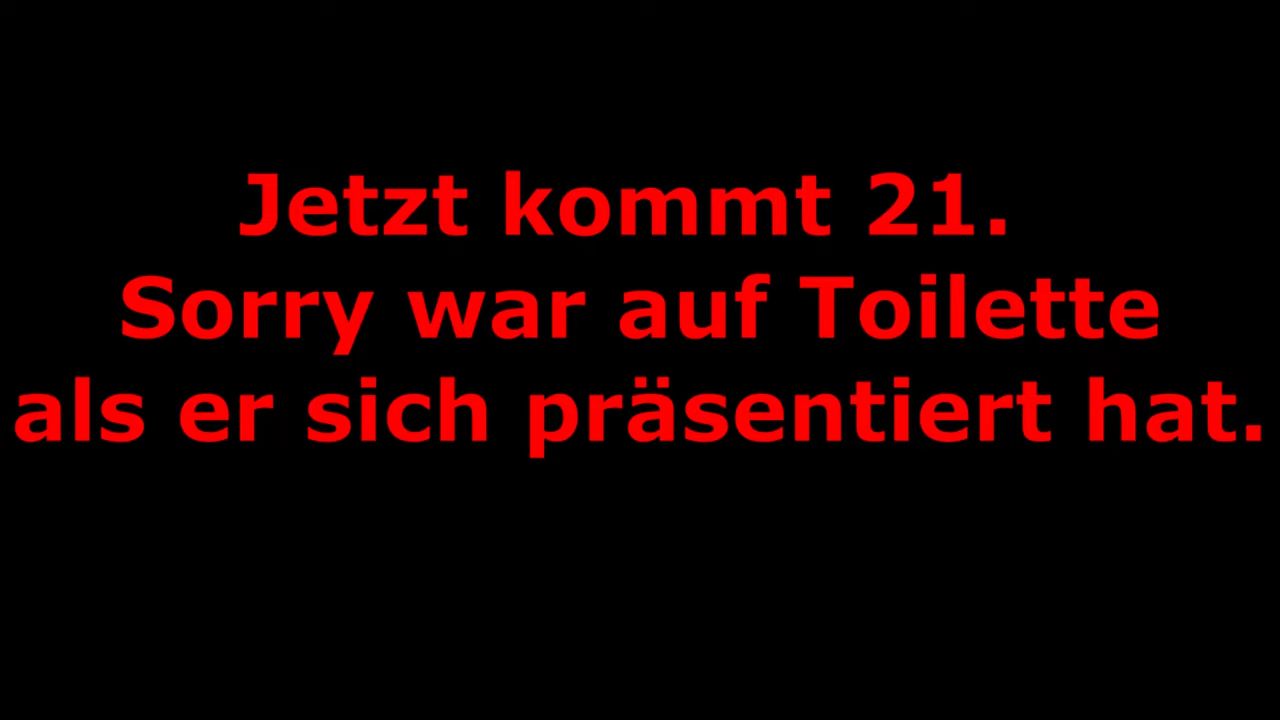 Jetzt kommt 21.
Sorry war auf Toilette
als er sich präsentiert hat.